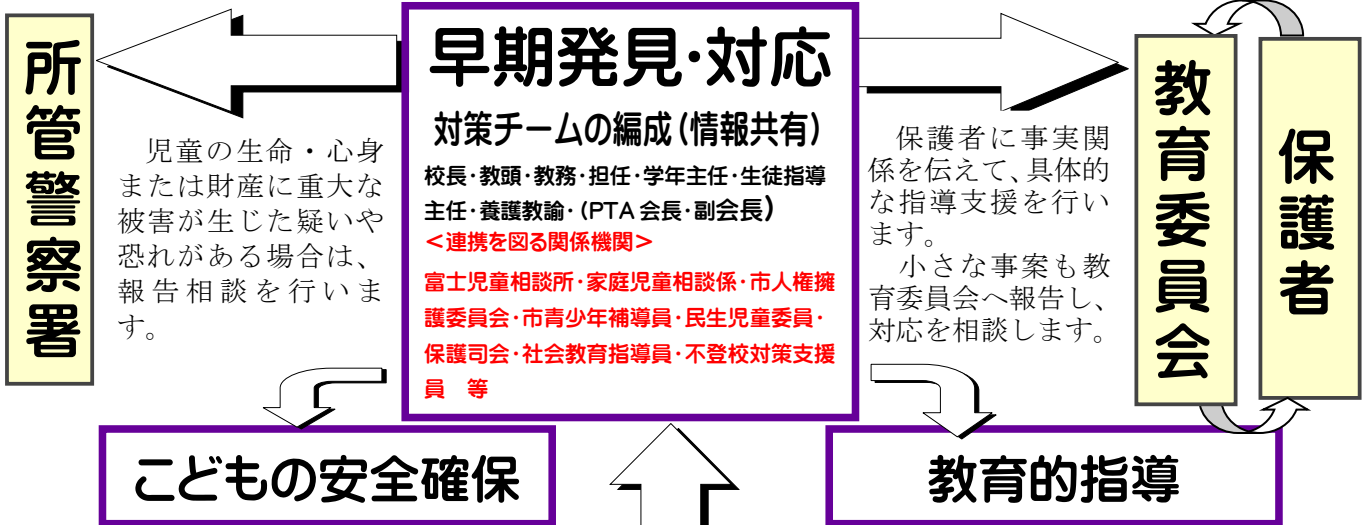 所管警察署
児童の生命・心身
または財産に重大な
被害が生じた疑いや
恐れがある場合は、
報告相談を行いま
す。
早期発見・対応
対策チームの編成（情報共有）
校長・教頭・教務・担任・学年主任・生徒指導
主任・養護教諭・（PTA会長・副会長）
＜連携を図る関係機関＞
富士児童相談所・家庭児童相談係・市人権擁
護委員会・市青少年補導員・民生児童委員・
保護司会・社会教育指導員・不登校対策支援
員　等
保護者に事実関
係を伝えて、具体的
な指導支援を行い
ます。
小さな事案も教
育委員会へ報告し、
対応を相談します。
教育委員会
保護者
こどもの安全確保
教育的指導